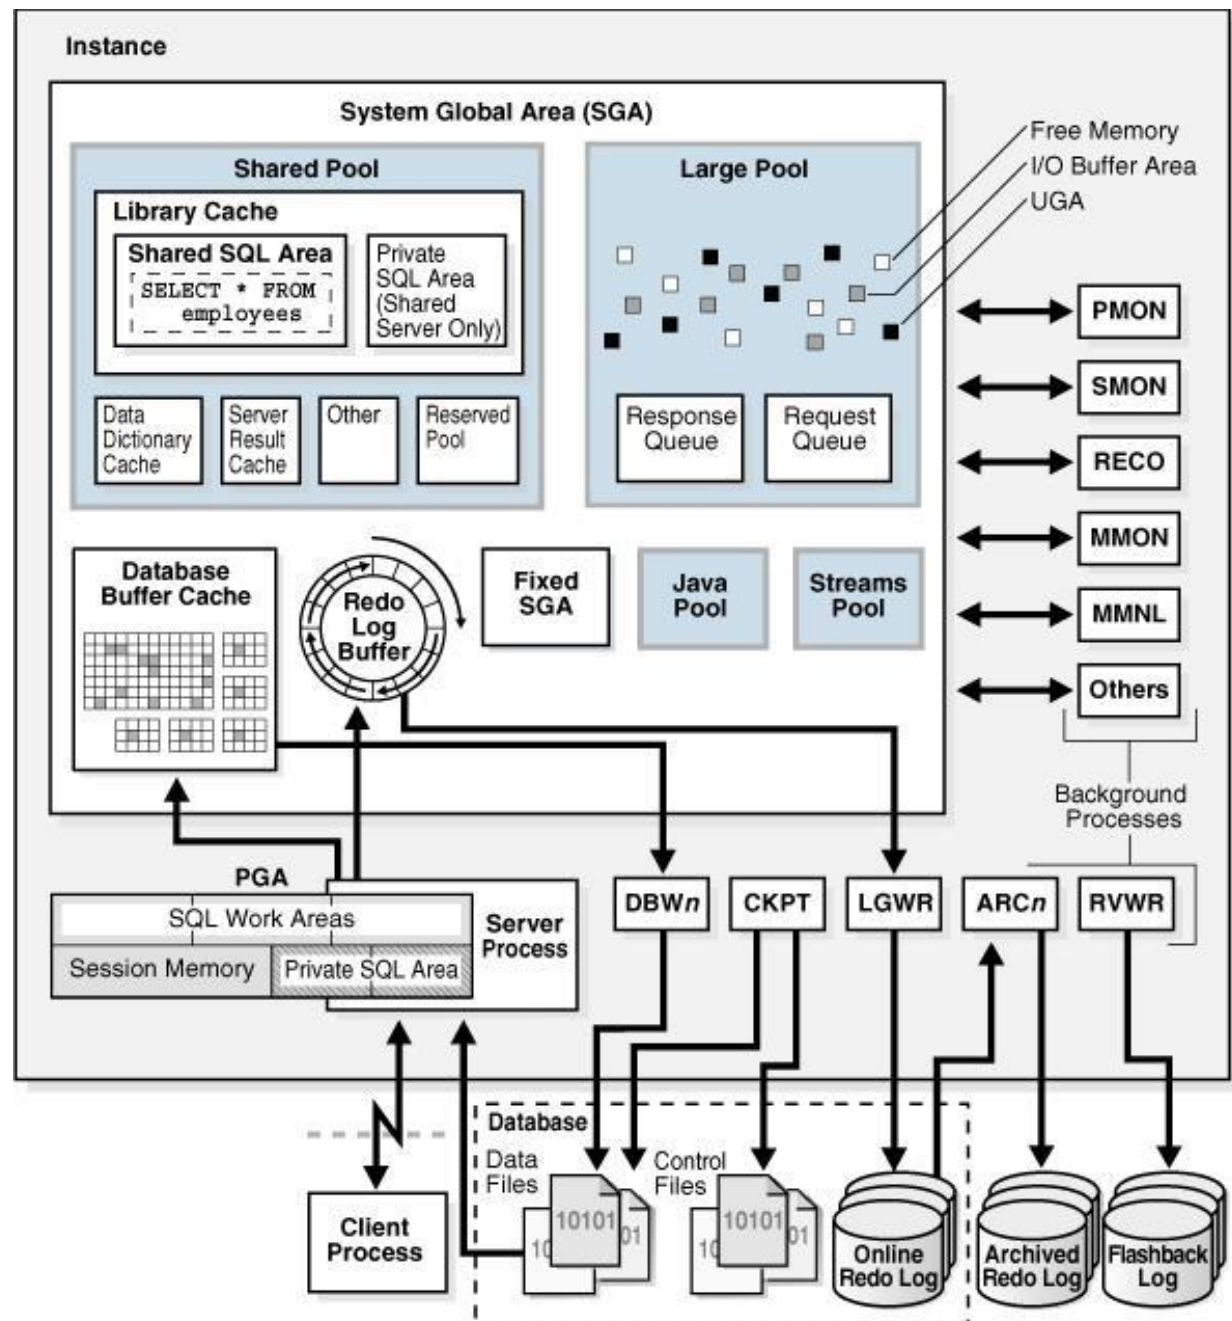 Instance
System Global Area (SGA)
Shared Pool
Library Cache
Shared SQL Area
SELECT * FROM
employees
Private
SQL Area
(Shared
Server Only)
Data
Dictionary
Cache
Server
Result
Cache
Other
Reserved
Pool
Large Pool
Free Memory
I/O Buffer Area
UGA
Response
Queue
Request
Queue
PMON
SMON
RECO
MMON
MMNL
Others
Database
Buffer Cache
Redo
Log
Buffer
Fixed
SGA
Java
Pool
Streams
Pool
Background
Processes
PGA
SQL Work Areas
Session Memory
Private SQL Area
Server
Process
DBWn
CKPT
LGWR
ARCn
RVWR
Client
Process
Database
Data
Files
10101
10
01
Control
Files
10101
10
01
Online
Redo Log
Archived
Redo Log
Flashback
Log